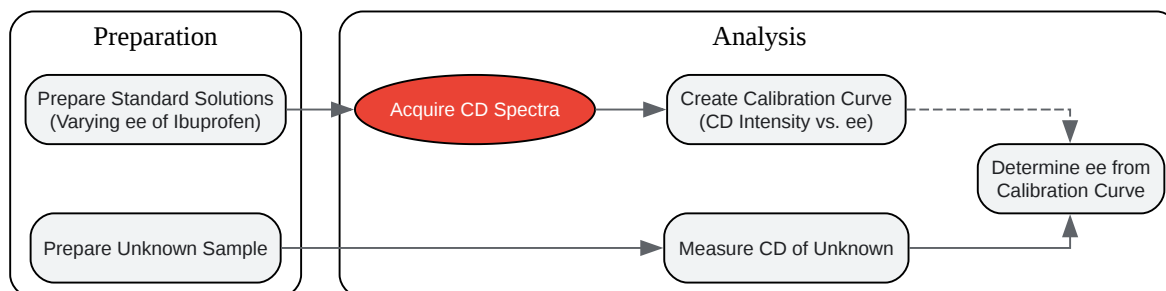 Preparation
Analysis
Prepare Standard Solutions
(Varying ee of Ibuprofen)
Acquire CD Spectra
Create Calibration Curve
(CD Intensity vs. ee)
Determine ee from
Calibration Curve
Prepare Unknown Sample
Measure CD of Unknown